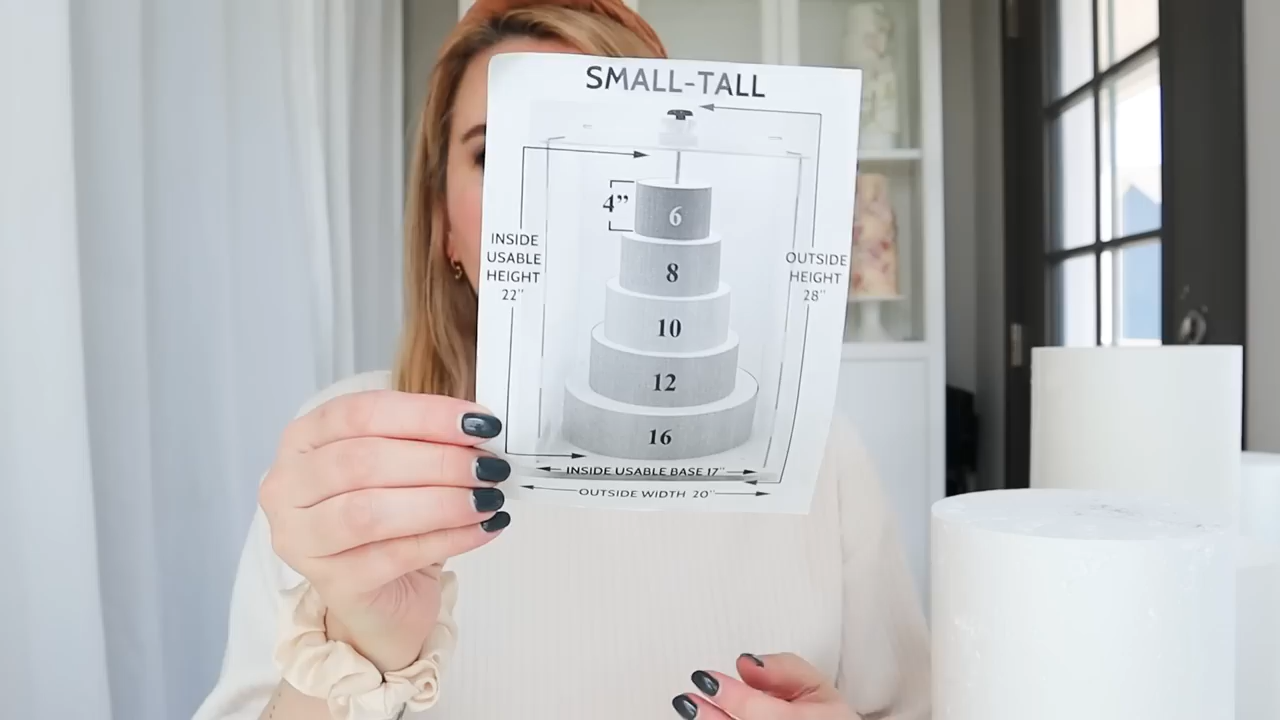 SMALL-TALL
4”
6
INSIDE
USABLE
HEIGHT
22"
8
OUTSIDE
HEIGHT
28"
10
12
16
INSIDE USABLE BASE 17"
OUTSIDE WIDTH 20"